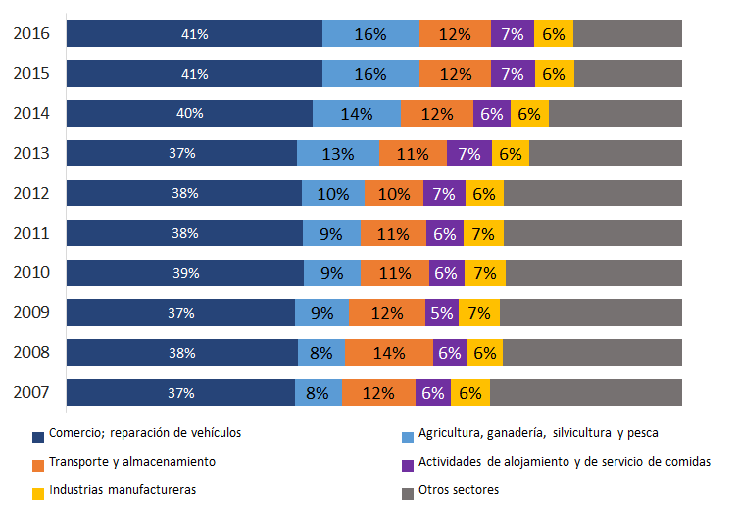 2016 41% 16% 12% 7% 6%
2015 41% 16% 12% 7% 6%
2014 40% 14% 12% 6% 6%
2013 37% 13% 11% 7% 6%
2012 38% 10% 10% 7% 6%
2011 38% 9% 11% 6% 7%
2010 39% 9% 11% 6% 7%
2009 37% 9% 12% 5% 7%
2008 38% 8% 14% 6% 6%
2007 37% 8% 12% 6% 6%
Comercio; reparación de vehículos Agricultura, ganadería, silvicultura y pesca
Transporte y almacenamiento Actividades de alojamiento y de servicio de comidas
Industrias manufactureras Otros sectores